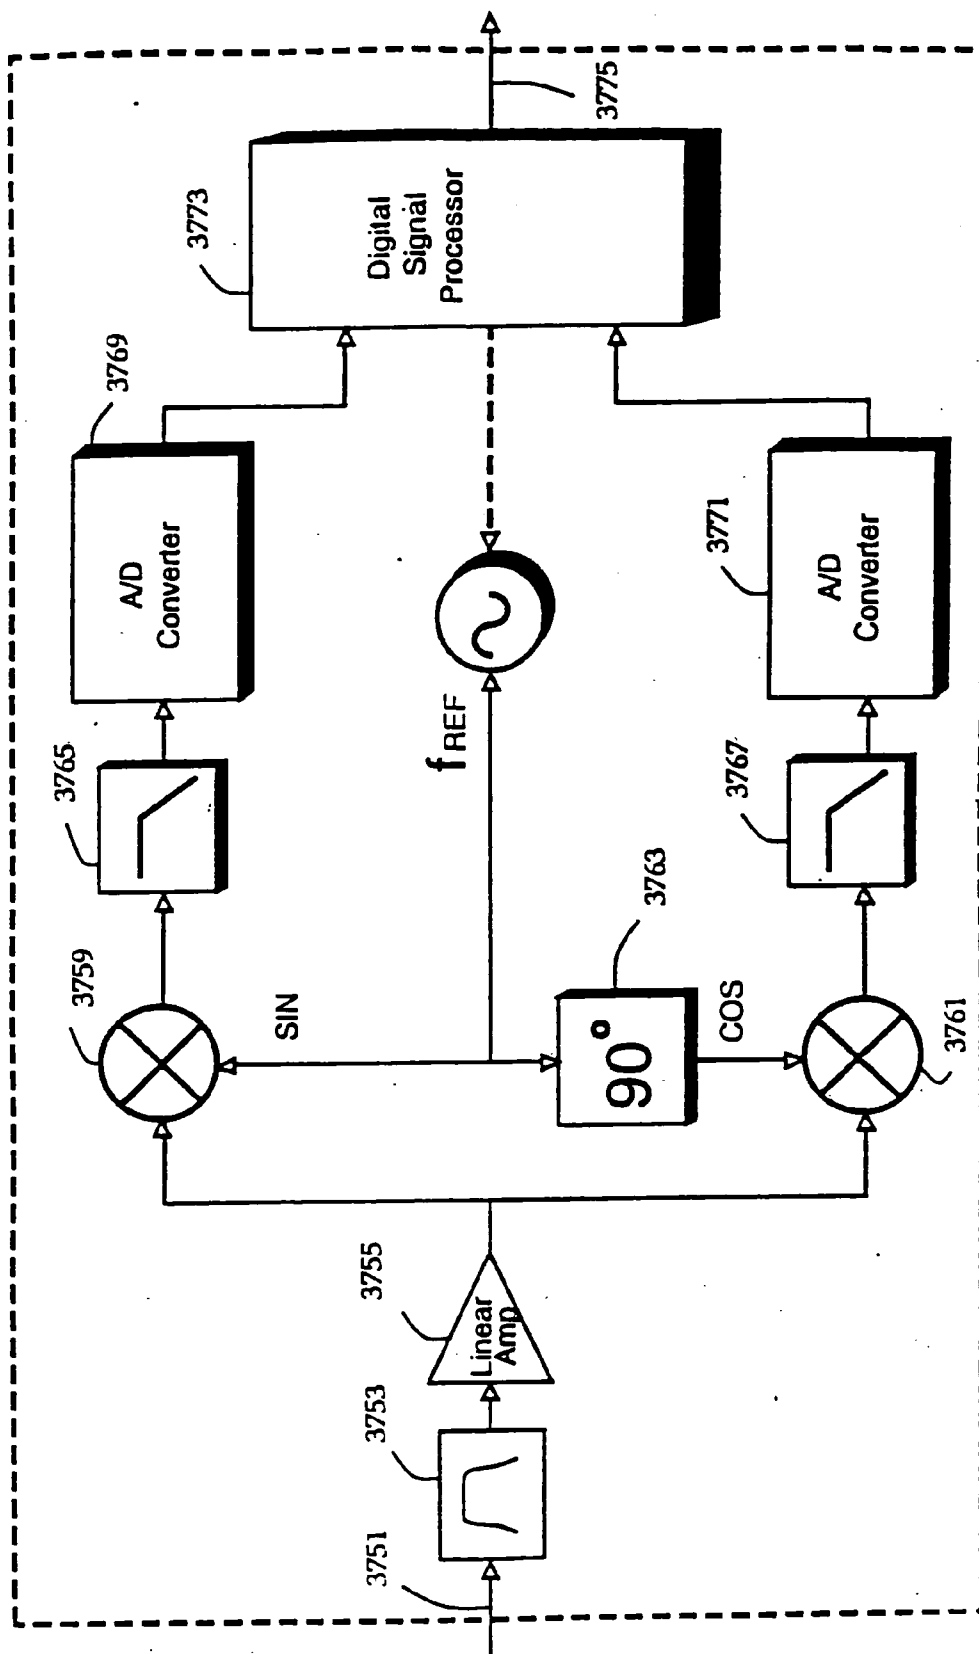 3751
3753
3755
Linear
Amp
3759
SIN
90°
3763
COS
3761
3765
f REF
3767
3769
A/D
Converter
3771
A/D
Converter
3773
Digital
Signal
Processor
3775